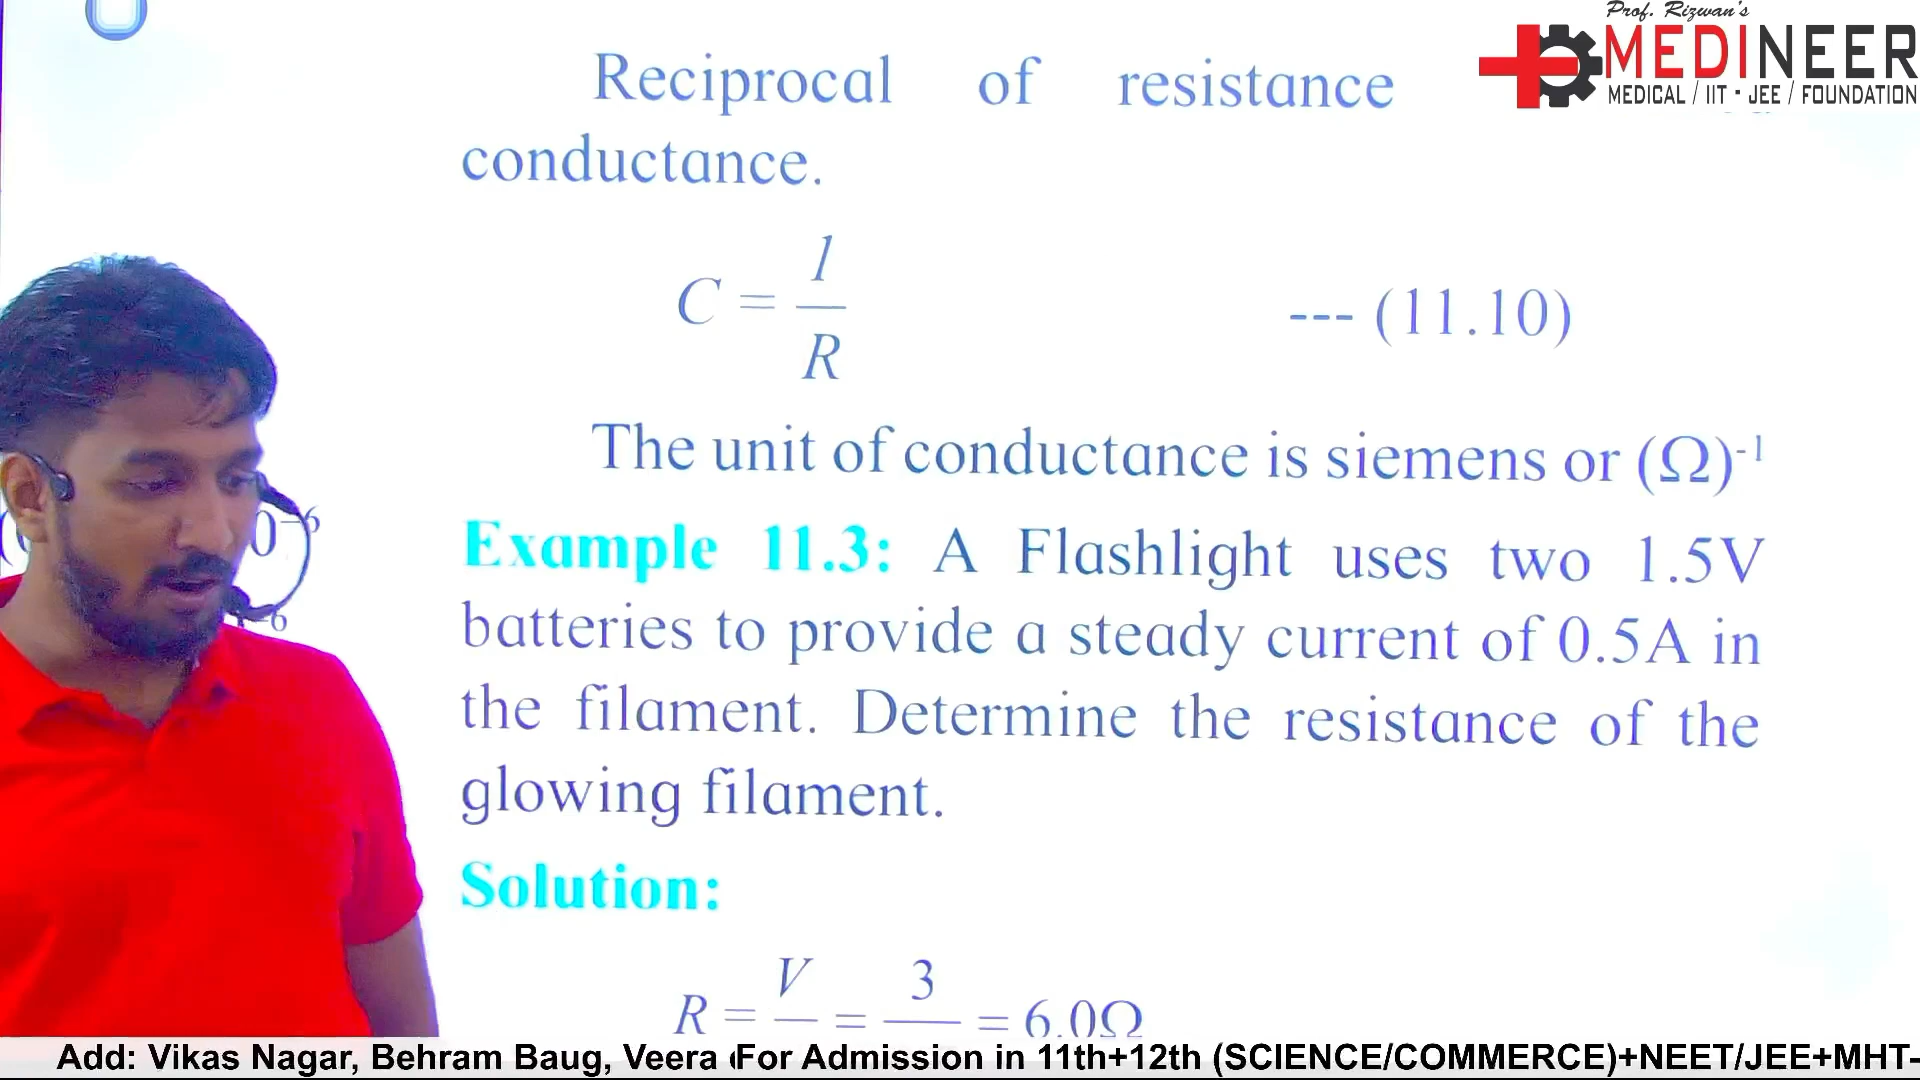 Prof. Rizwan's
MEDINEER
MEDICAL / IIT - JEE / FOUNDATION
Reciprocal of resistance
conductance.
C = 1/R --- (11.10)
The unit of conductance is siemens or (Ω)⁻¹
Example 11.3: A Flashlight uses two 1.5V
batteries to provide a steady current of 0.5A in
the filament. Determine the resistance of the
glowing filament.
Solution:
R = V/ = 3/ = 6.0Ω
Add: Vikas Nagar, Behram Baug, Veera
For Admission in 11th+12th (SCIENCE/COMMERCE)+NEET/JEE+MHT-